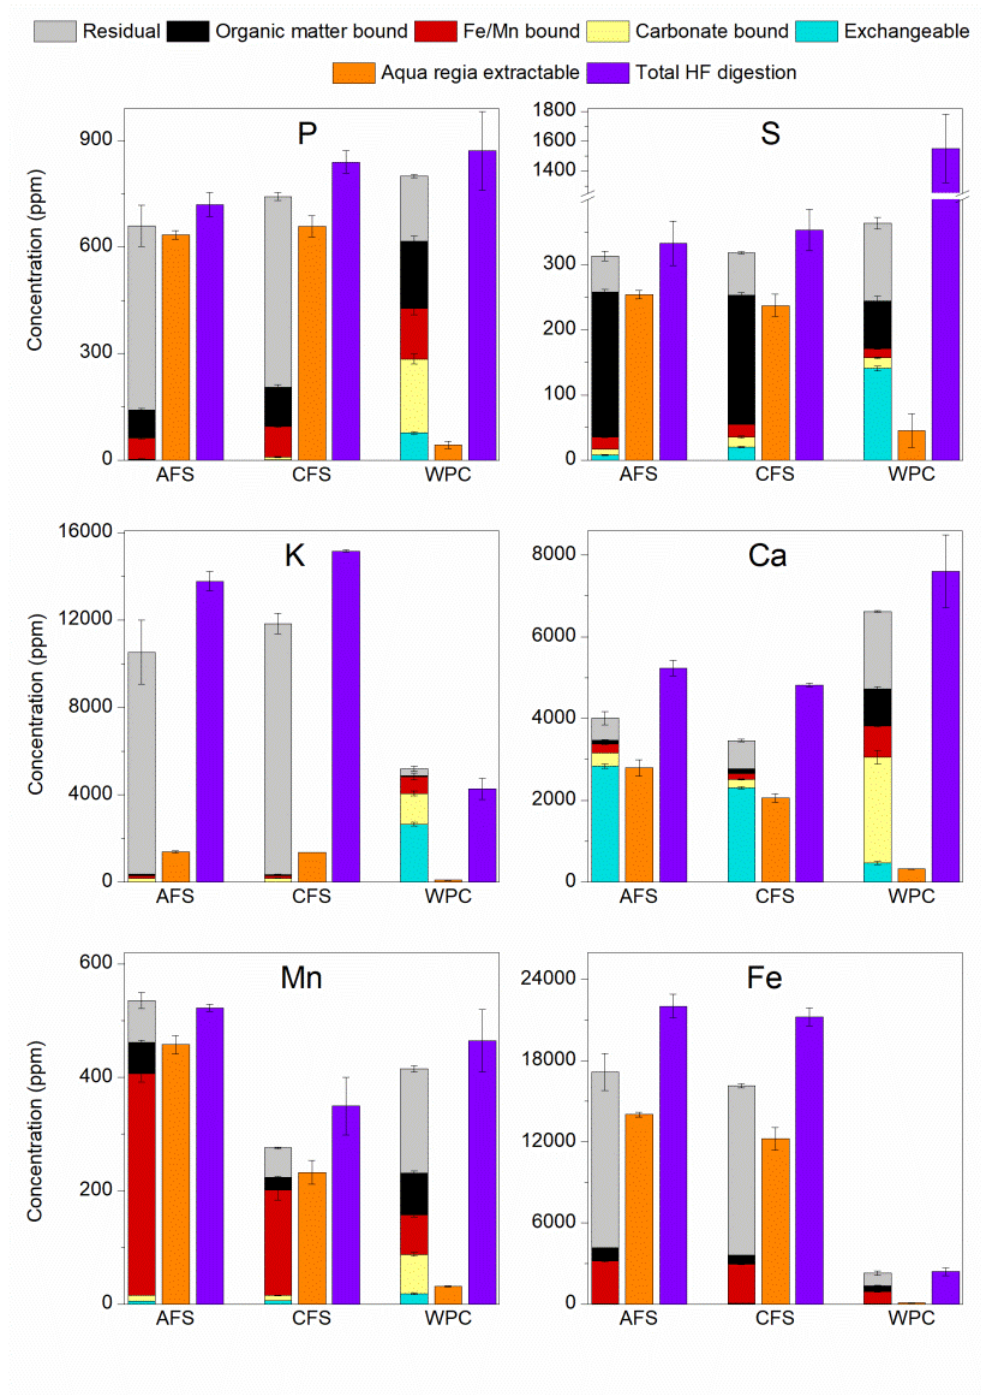 Residual Organic matter bound Fe/Mn bound Carbonate bound Exchangeable
Aqua regia extractable Total HF digestion
P
Concentration (ppm)
900
600
300
0
AFS CFS WPC
S
1800
1600
1400
300
200
100
0
AFS CFS WPC
K
Concentration (ppm)
16000
12000
8000
4000
0
AFS CFS WPC
Ca
8000
6000
4000
2000
0
AFS CFS WPC
Mn
Concentration (ppm)
600
400
200
0
AFS CFS WPC
Fe
24000
18000
12000
6000
0
AFS CFS WPC